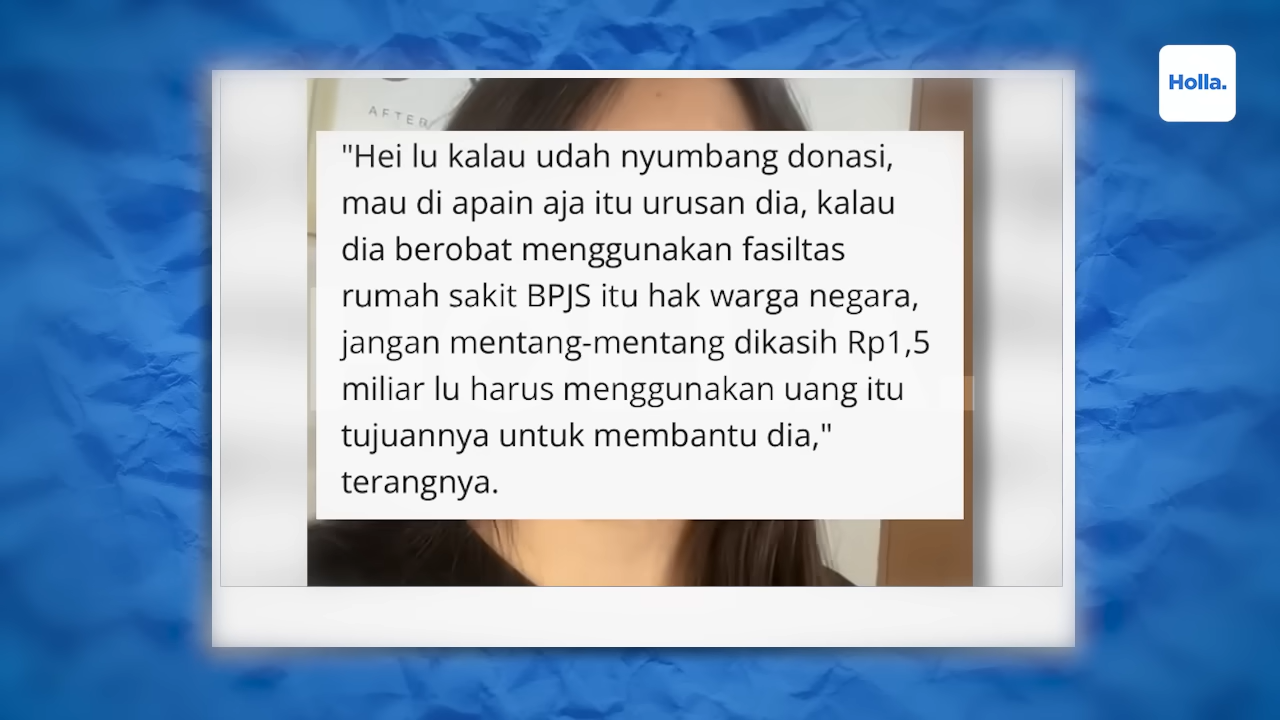 Holla.
AFTER
"Hei lu kalau udah nyumbang donasi,
mau di apain aja itu urusan dia, kalau
dia berobat menggunakan fasiltas
rumah sakit BPJS itu hak warga negara,
jangan mentang-mentang dikasih Rp1,5
miliar lu harus menggunakan uang itu
tujuannya untuk membantu dia,"
terangnya.